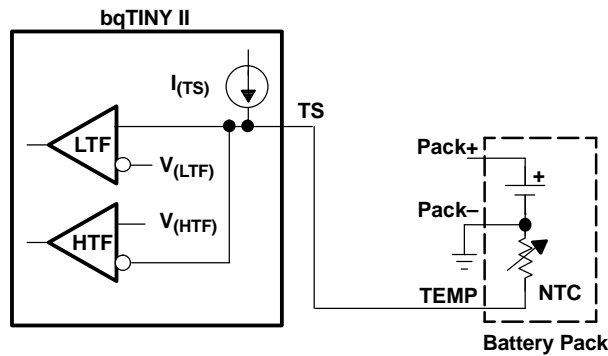 bqTINY II
I(TS)
TS
LTF
V(LTF)
V(HTF)
HTF
Pack+
+
Pack–
TEMP
NTC
Battery Pack